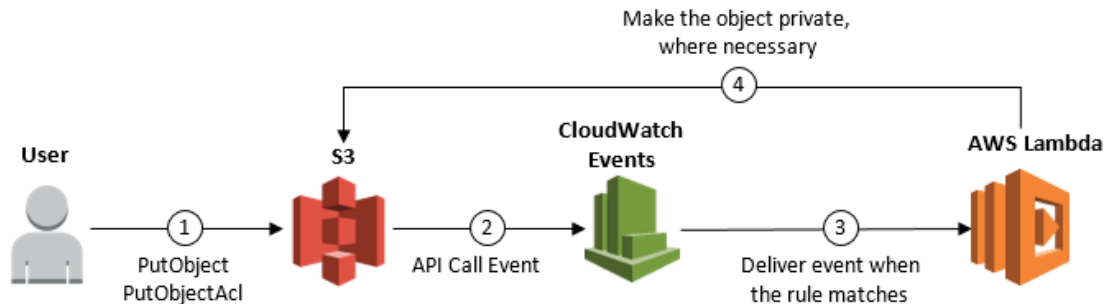 Make the object private,
where necessary
4
User
S3
CloudWatch
Events
AWS Lambda
1
2
3
PutObject
PutObjectAcl
API Call Event
Deliver event when
the rule matches